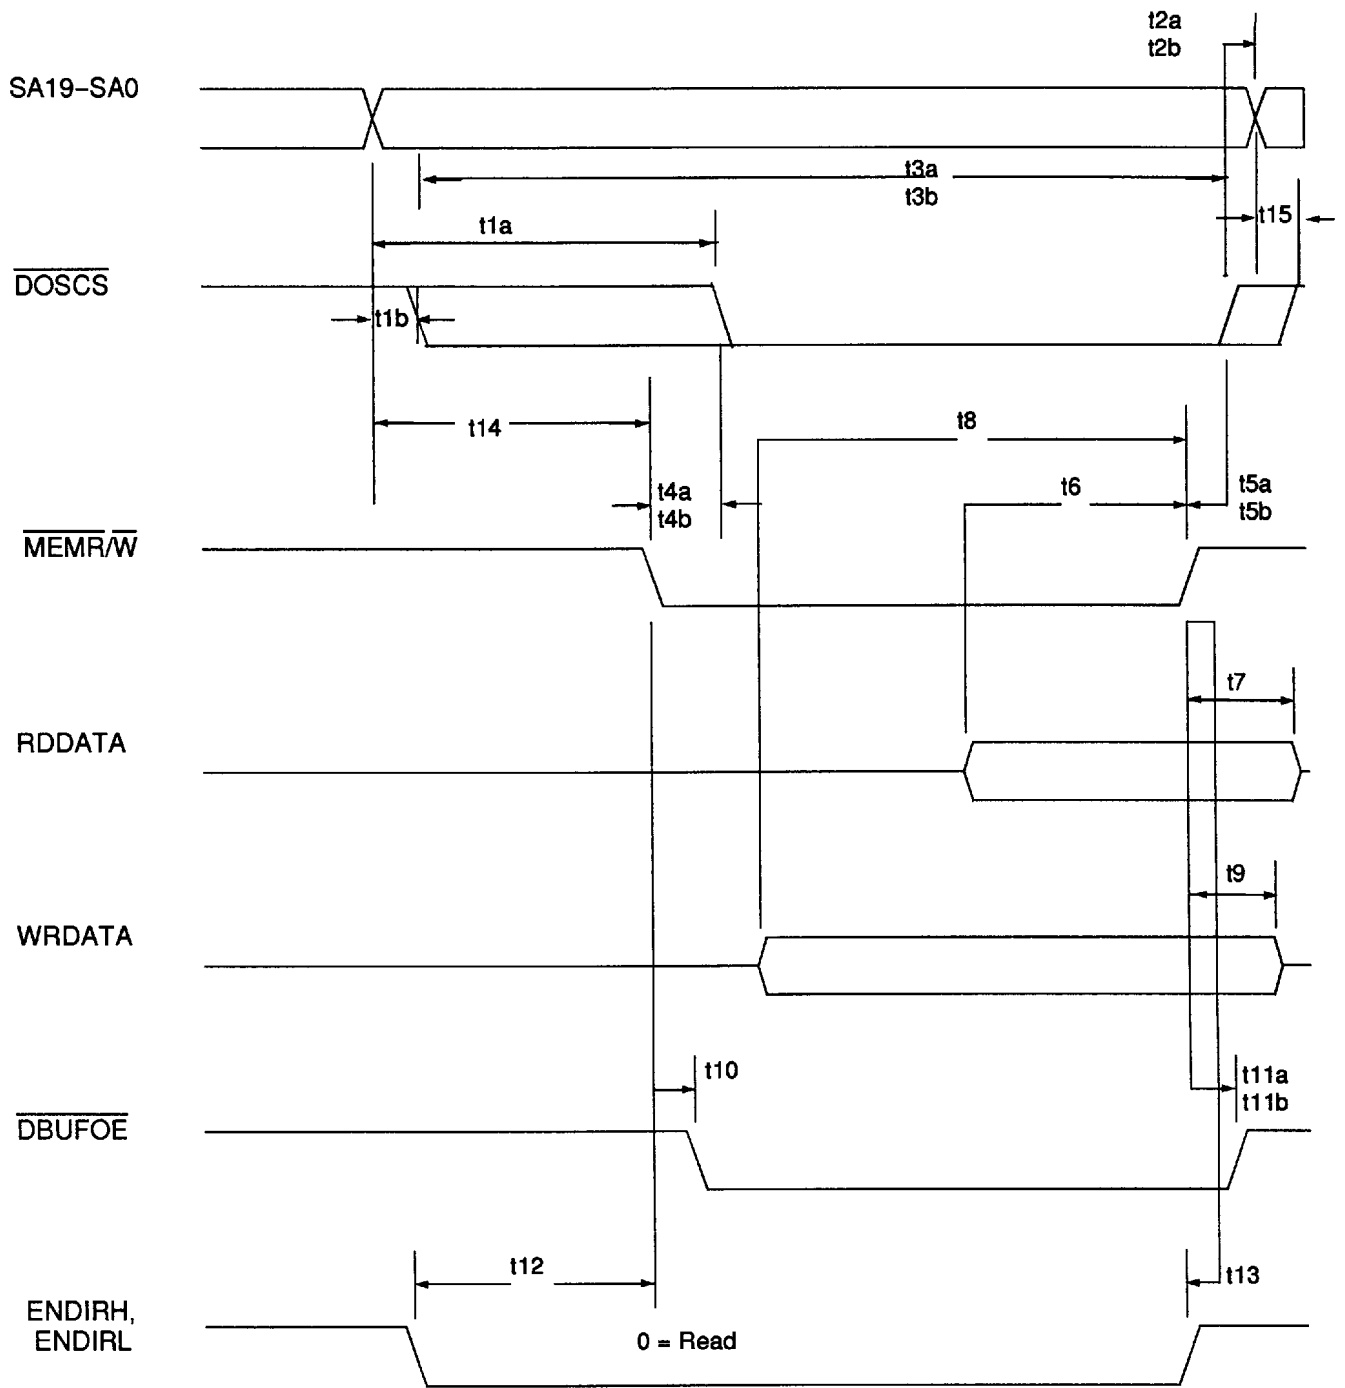 t2a
t2b
SA19–SA0
t3a
t3b
t15
t1a
DOSCS
t1b
t14
t8
t4a
t4b
t6
t5a
t5b
MEMR/W
t7
RDDATA
t9
WRDATA
t10
t11a
t11b
DBUFOE
t12
t13
ENDIRH,
ENDIRL
0 = Read